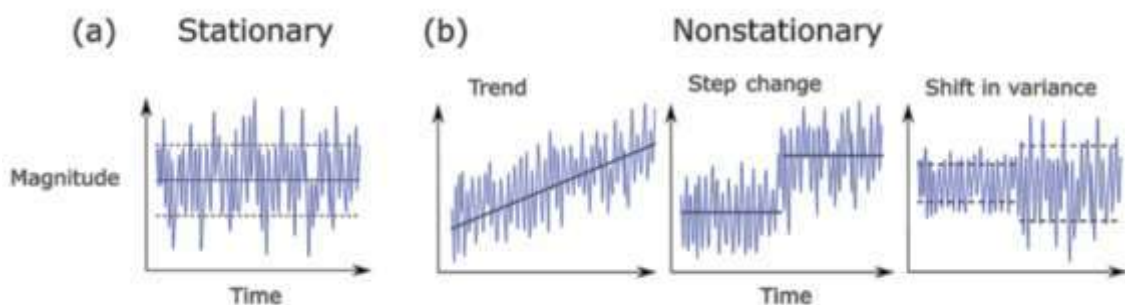 (a) Stationary
(b) Nonstationary
Trend
Step change
Shift in variance
Magnitude
Time
Time